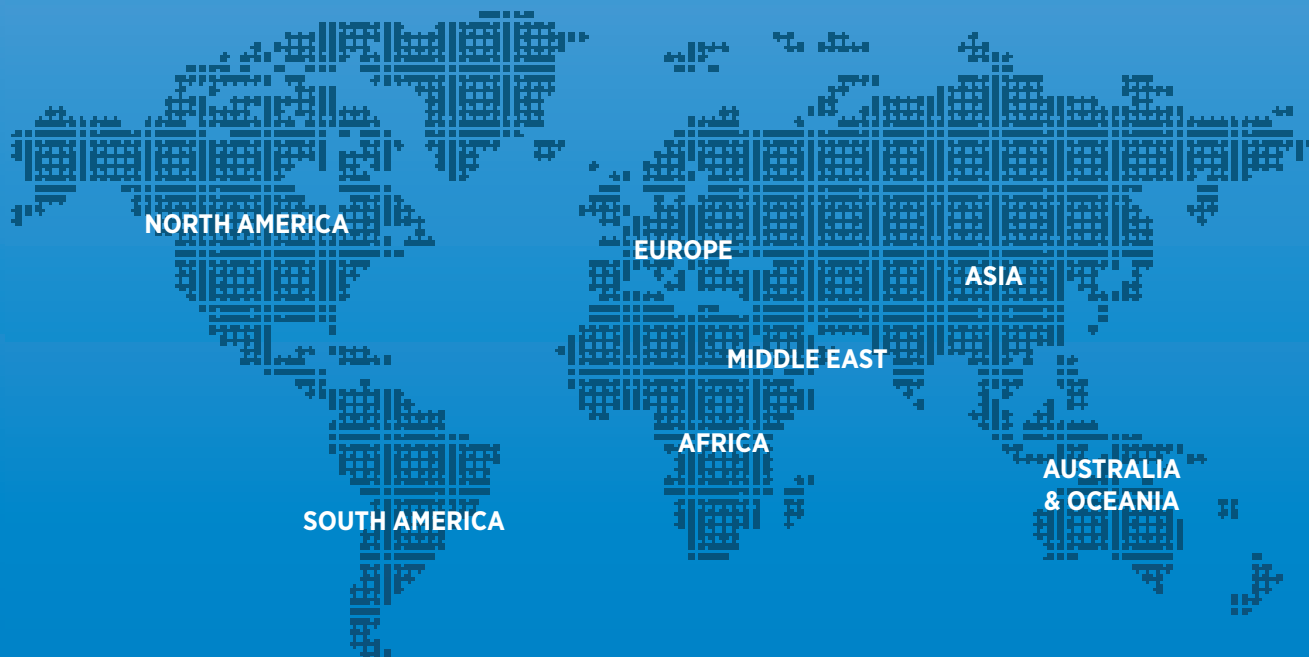 NORTH AMERICA
EUROPE
ASIA
MIDDLE EAST
AFRICA
AUSTRALIA
& OCEANIA
SOUTH AMERICA